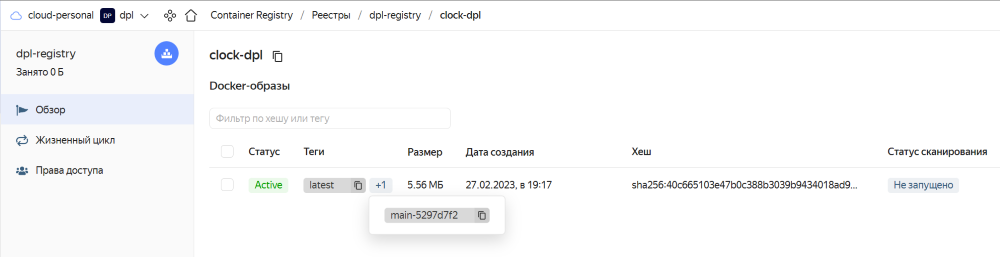 cloud-personal DP dpl Container Registry / Реестры / dpl-registry / clock-dpl
dpl-registry
Занято 0 Б
Обзор
Жизненный цикл
Права доступа
clock-dpl
Docker-образы
Фильтр по хешу или тегу
Статус Теги Размер Дата создания Хеш Статус сканирования
Active latest +1 5.56 МБ 27.02.2023, в 19:17 sha256:40c665103e47b0c388b3039b9434018ad9... Не запущено
main-5297d7f2